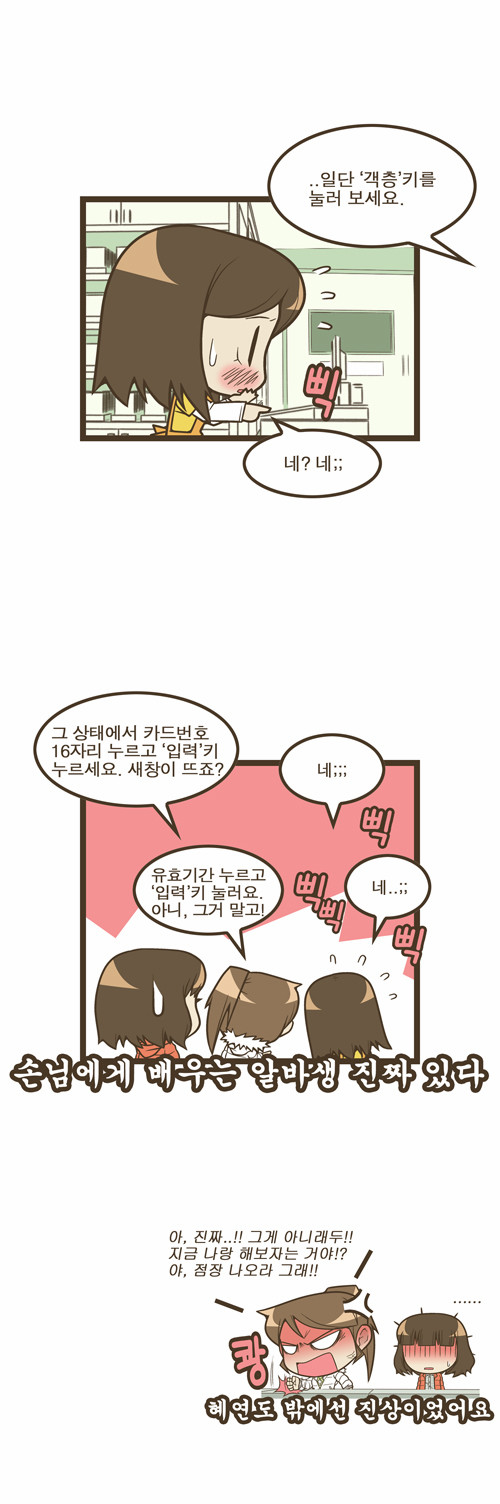 ..일단 '객층'키를
눌러 보세요.
삑
네? 네;;
그 상태에서 카드번호
16자리 누르고 '입력'키
누르세요. 새창이 뜨죠?
네;;;
삑
유효기간 누르고
'입력'키 눌러요.
아니, 그거 말고!
삑
삑
삑
네..;;
삑
손님에게 배우는 알바생 진짜 있다
아, 진짜..!! 그게 아니래두!!
지금 나랑 해보자는 거야!?
야, 점장 나오라 그래!!
......
쾅
혜연도 밖에선 진상이었어요